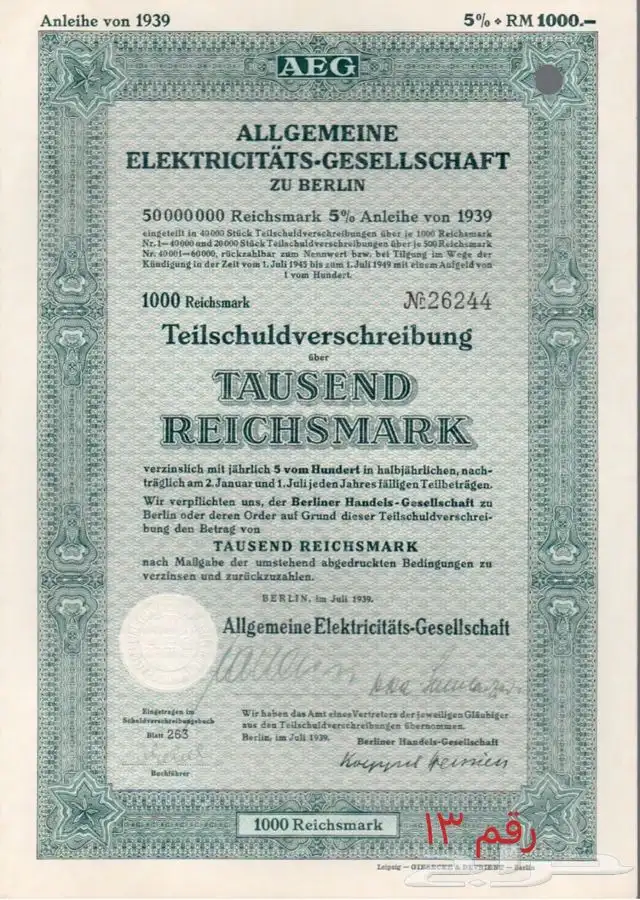 Anleihe von 1939
5% ✦ RM 1000.–
AEG
ALLGEMEINE
ELEKTRICITÄTS-GESELLSCHAFT
ZU BERLIN
50000000 Reichsmark 5% Anleihe von 1939
eingeteilt in 40000 Stück Teilschuldverschreibungen über je 1000 Reichsmark
Nr. 1–40000 und 20000 Stück Teilschuldverschreibungen über je 500 Reichsmark
Nr. 40001–60000, rückzahlbar zum Nennwert bzw. bei Tilgung im Wege der
Kündigung in der Zeit vom 1. Juli 1945 bis zum 1. Juli 1949 mit einem Aufgeld von
1 vom Hundert.
1000 Reichsmark
№ 26244
Teilschuldverschreibung
über
TAUSEND
REICHSMARK
verzinslich mit jährlich 5 vom Hundert in halbjährlichen, nach-
träglich am 2. Januar und 1. Juli jeden Jahres fälligen Teilbeträgen.
Wir verpflichten uns, der Berliner Handels-Gesellschaft zu
Berlin oder deren Order auf Grund dieser Teilschuldverschrei-
bung den Betrag von
TAUSEND REICHSMARK
nach Maßgabe der umstehend abgedruckten Bedingungen zu
verzinsen und zurückzuzahlen.
BERLIN, im Juli 1939.
Allgemeine Elektricitäts-Gesellschaft
Eingetragen im
Schuldverschreibungsbuch
Blatt 263
Buchführer
Wir haben das Amt eines Vertreters der jeweiligen Gläubiger
aus den Teilschuldverschreibungen übernommen.
Berlin, im Juli 1939.
Berliner Handels-Gesellschaft
1000 Reichsmark
رقم ١٣
Leipzig — GIESECKE & DEVRIENT — Berlin